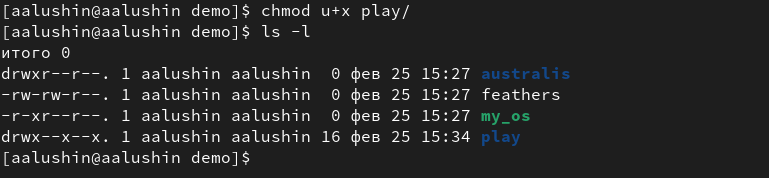 [aalushin@aalushin demo]$ chmod u+x play/
[aalushin@aalushin demo]$ ls -l
итого 0
drwxr--r--. 1 aalushin aalushin  0 фев 25 15:27 australis
-rw-rw-r--. 1 aalushin aalushin  0 фев 25 15:27 feathers
-r-xr--r--. 1 aalushin aalushin  0 фев 25 15:27 my_os
drwx--x--x. 1 aalushin aalushin 16 фев 25 15:34 play
[aalushin@aalushin demo]$